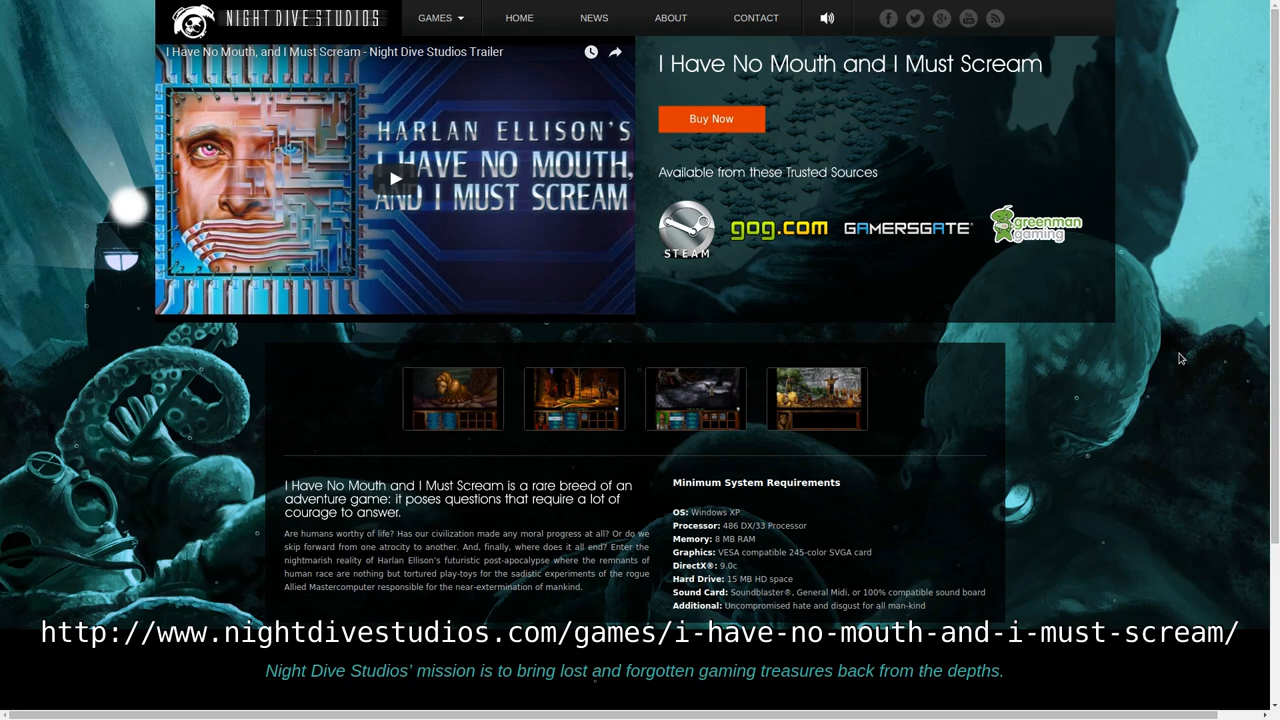 NIGHT DIVE STUDIOS
GAMES
HOME
NEWS
ABOUT
CONTACT
I Have No Mouth, and I Must Scream - Night Dive Studios Trailer
HARLAN ELLISON'S
I HAVE NO MOUTH,
AND I MUST SCREAM
I Have No Mouth and I Must Scream
Buy Now
Available from these Trusted Sources
STEAM
gog.com
GAMERSGATE
greenman
gaming
I Have No Mouth and I Must Scream is a rare breed of an
adventure game: it poses questions that require a lot of
courage to answer.
Are humans worthy of life? Has our civilization made any moral progress at all? Or do we
skip forward from one atrocity to another. And, finally, where does it all end? Enter the
nightmarish reality of Harlan Ellison's futuristic post-apocalypse where the remnants of
human race are nothing but tortured play-toys for the sadistic experiments of the rogue
Allied Mastercomputer responsible for the near-extermination of mankind.
Minimum System Requirements
OS: Windows XP
Processor: 486 DX/33 Processor
Memory: 8 MB RAM
Graphics: VESA compatible 245-color SVGA card
DirectX®: 9.0c
Hard Drive: 15 MB HD space
Sound Card: Soundblaster®, General Midi, or 100% compatible sound board
Additional: Uncompromised hate and disgust for all man-kind
http://www.nightdivestudios.com/games/i-have-no-mouth-and-i-must-scream/
Night Dive Studios' mission is to bring lost and forgotten gaming treasures back from the depths.